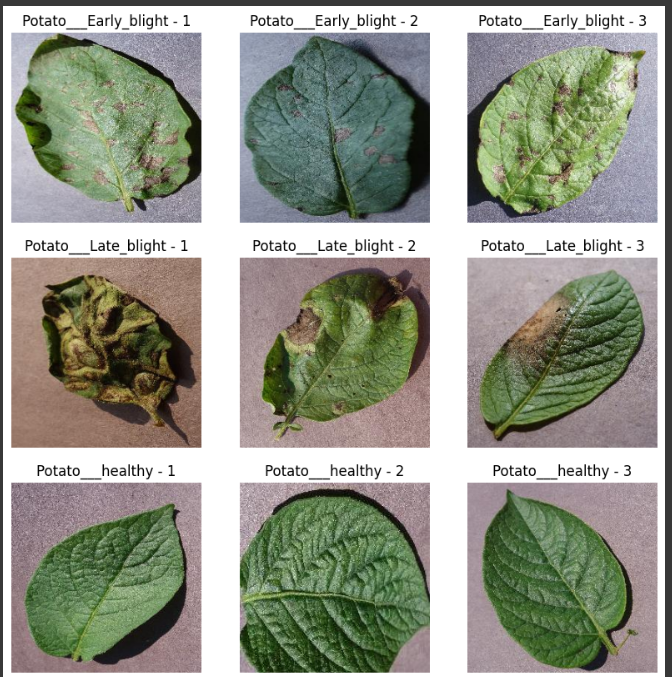 Potato___Early_blight - 1
Potato___Early_blight - 2
Potato___Early_blight - 3
Potato___Late_blight - 1
Potato___Late_blight - 2
Potato___Late_blight - 3
Potato___healthy - 1
Potato___healthy - 2
Potato___healthy - 3